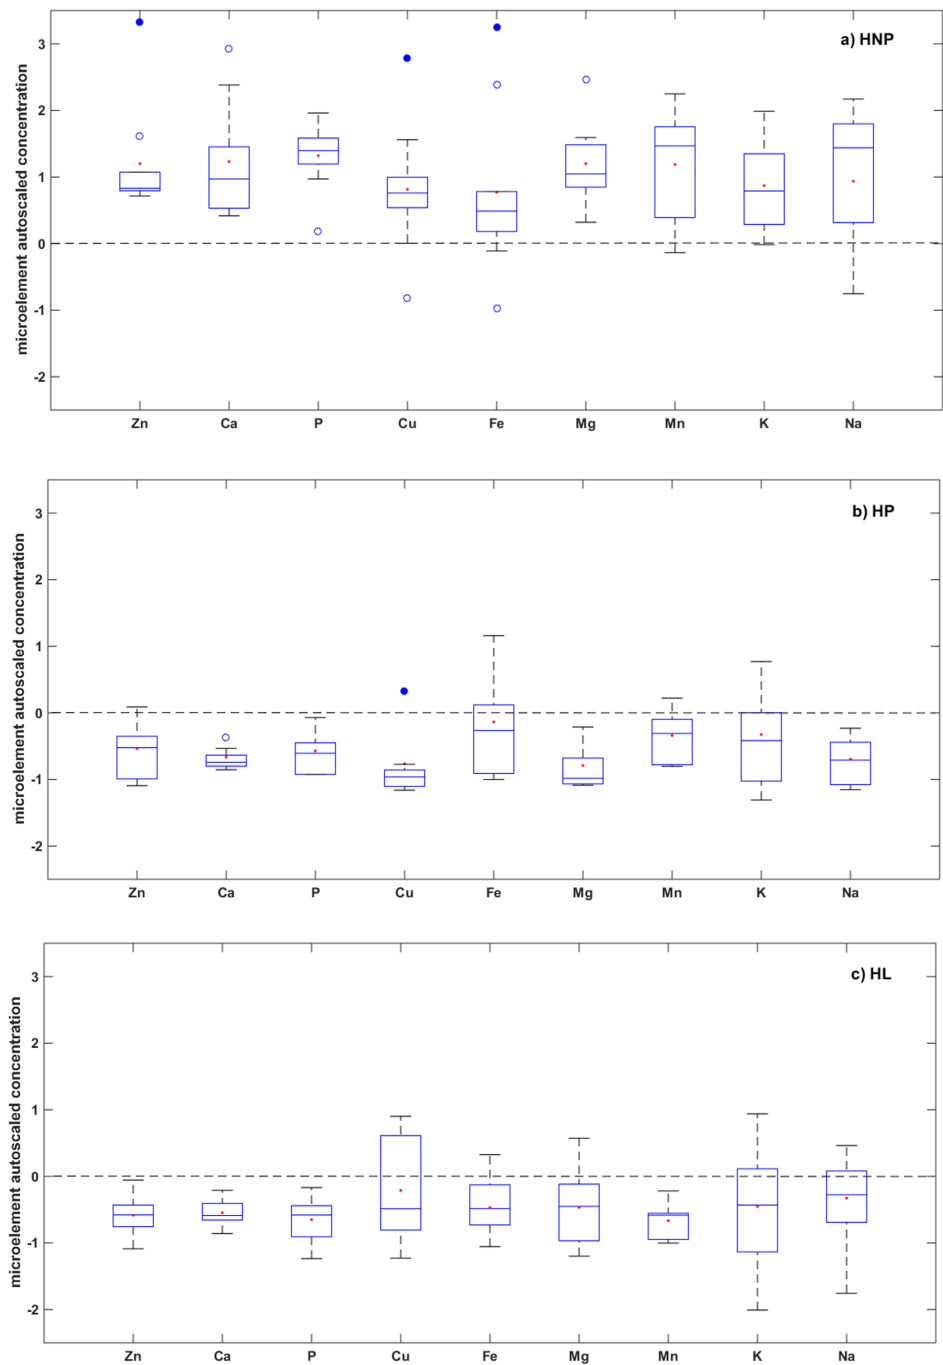 a) HNP
microelement autoscaled concentration
3
2
1
0
-1
-2
Zn Ca P Cu Fe Mg Mn K Na
b) HP
microelement autoscaled concentration
3
2
1
0
-1
-2
Zn Ca P Cu Fe Mg Mn K Na
c) HL
microelement autoscaled concentration
3
2
1
0
-1
-2
Zn Ca P Cu Fe Mg Mn K Na